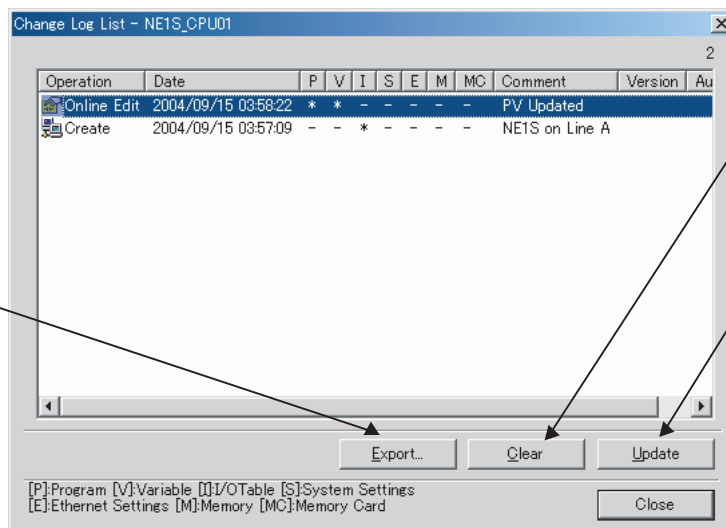 Change Log List - NE1S_CPU01
2
Operation Date P V I S E M MC Comment Version Au
Online Edit 2004/09/15 03:58:22 * * - - - - - PV Updated
Create 2004/09/15 03:57:09 - - * - - - - NE1S on Line A
Export... Clear Update
[P]:Program [V]:Variable [I]:I/OTable [S]:System Settings
[E]:Ethernet Settings [M]:Memory [MC]:Memory Card
Close